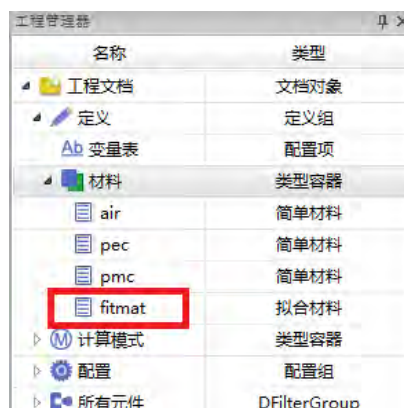 工程管理器
名称 类型
工程文档 文档对象
定义 定义组
Ab 变量表 配置项
材料 类型容器
air 简单材料
pec 简单材料
pmc 简单材料
fitmat 拟合材料
M 计算模式 类型容器
配置 配置组
所有元件 DFilterGroup